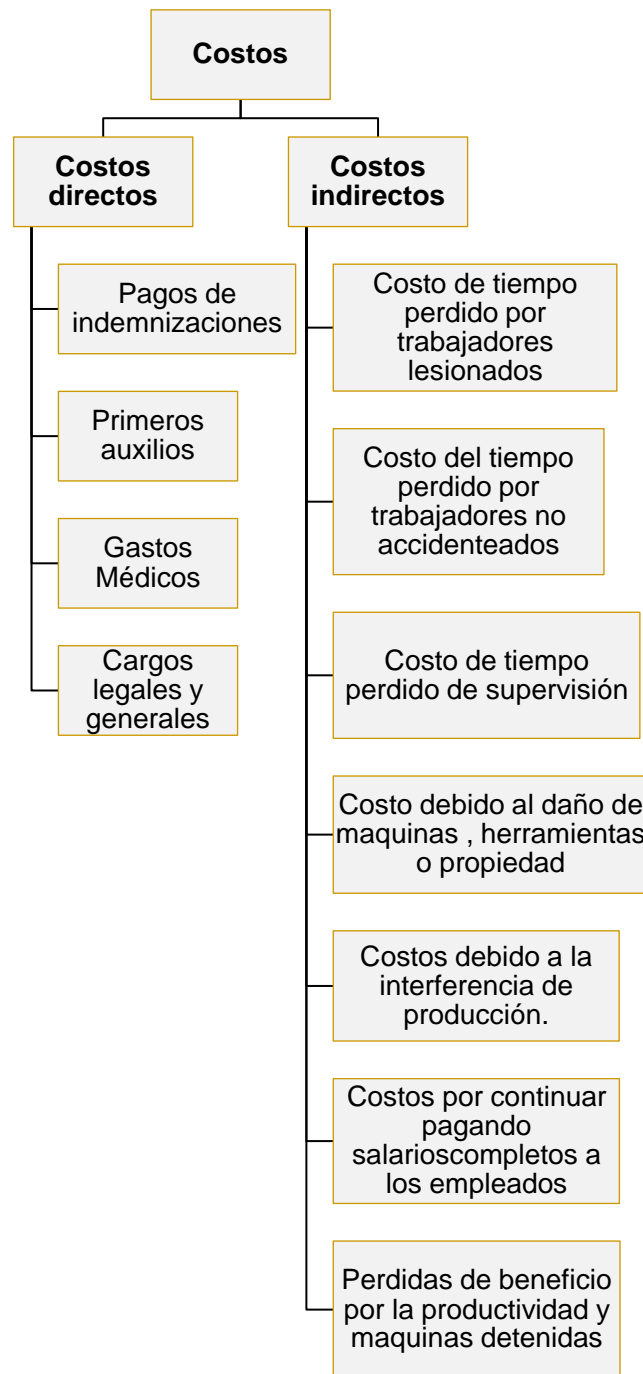 Costos
Costos
directos
Pagos de
indemnizaciones
Primeros
auxilios
Gastos
Médicos
Cargos
legales y
generales
Costos
indirectos
Costo de tiempo
perdido por
trabajadores
lesionados
Costo del tiempo
perdido por
trabajadores no
accidenteados
Costo de tiempo
perdido de supervisión
Costo debido al daño de
maquinas , herramientas
o propiedad
Costos debido a la
interferencia de
producción.
Costos por continuar
pagando
salarioscompletos a
los empleados
Perdidas de beneficio
por la productividad y
maquinas detenidas